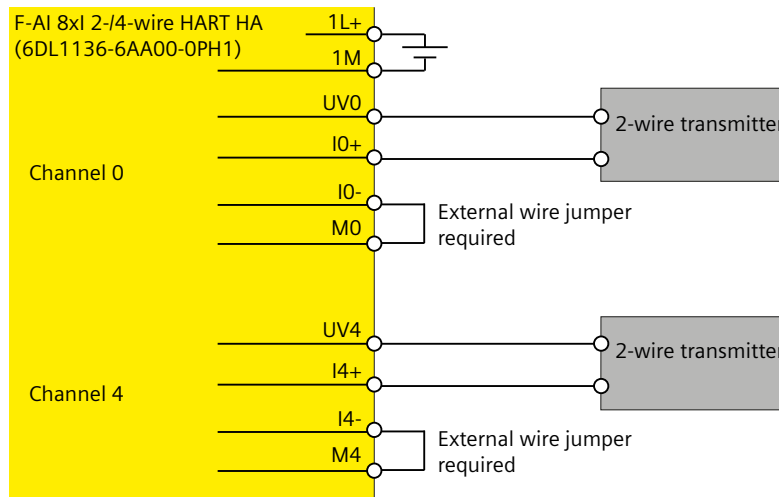 F-AI 8xI 2-/4-wire HART HA
(6DL1136-6AA00-0PH1)
1L+
1M
UV0
2-wire transmitter
I0+
Channel 0
I0-
External wire jumper
required
M0
UV4
2-wire transmitter
I4+
Channel 4
I4-
External wire jumper
required
M4